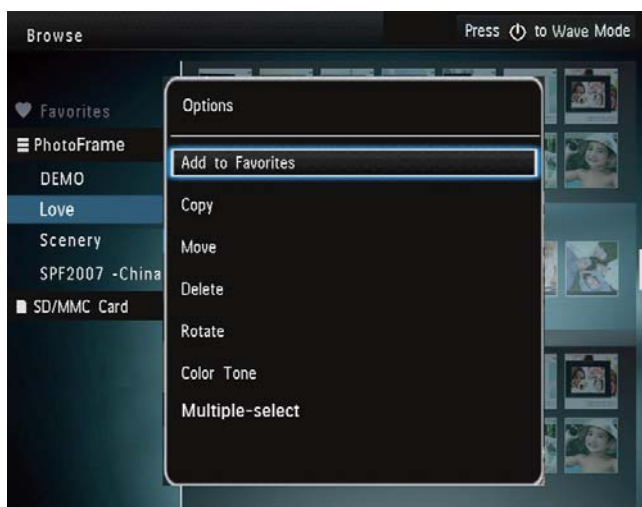 Browse
Press to Wave Mode
Favorites
PhotoFrame
DEMO
Love
Scenery
SPF2007 -China
SD/MMC Card
Options
Add to Favorites
Copy
Move
Delete
Rotate
Color Tone
Multiple-select